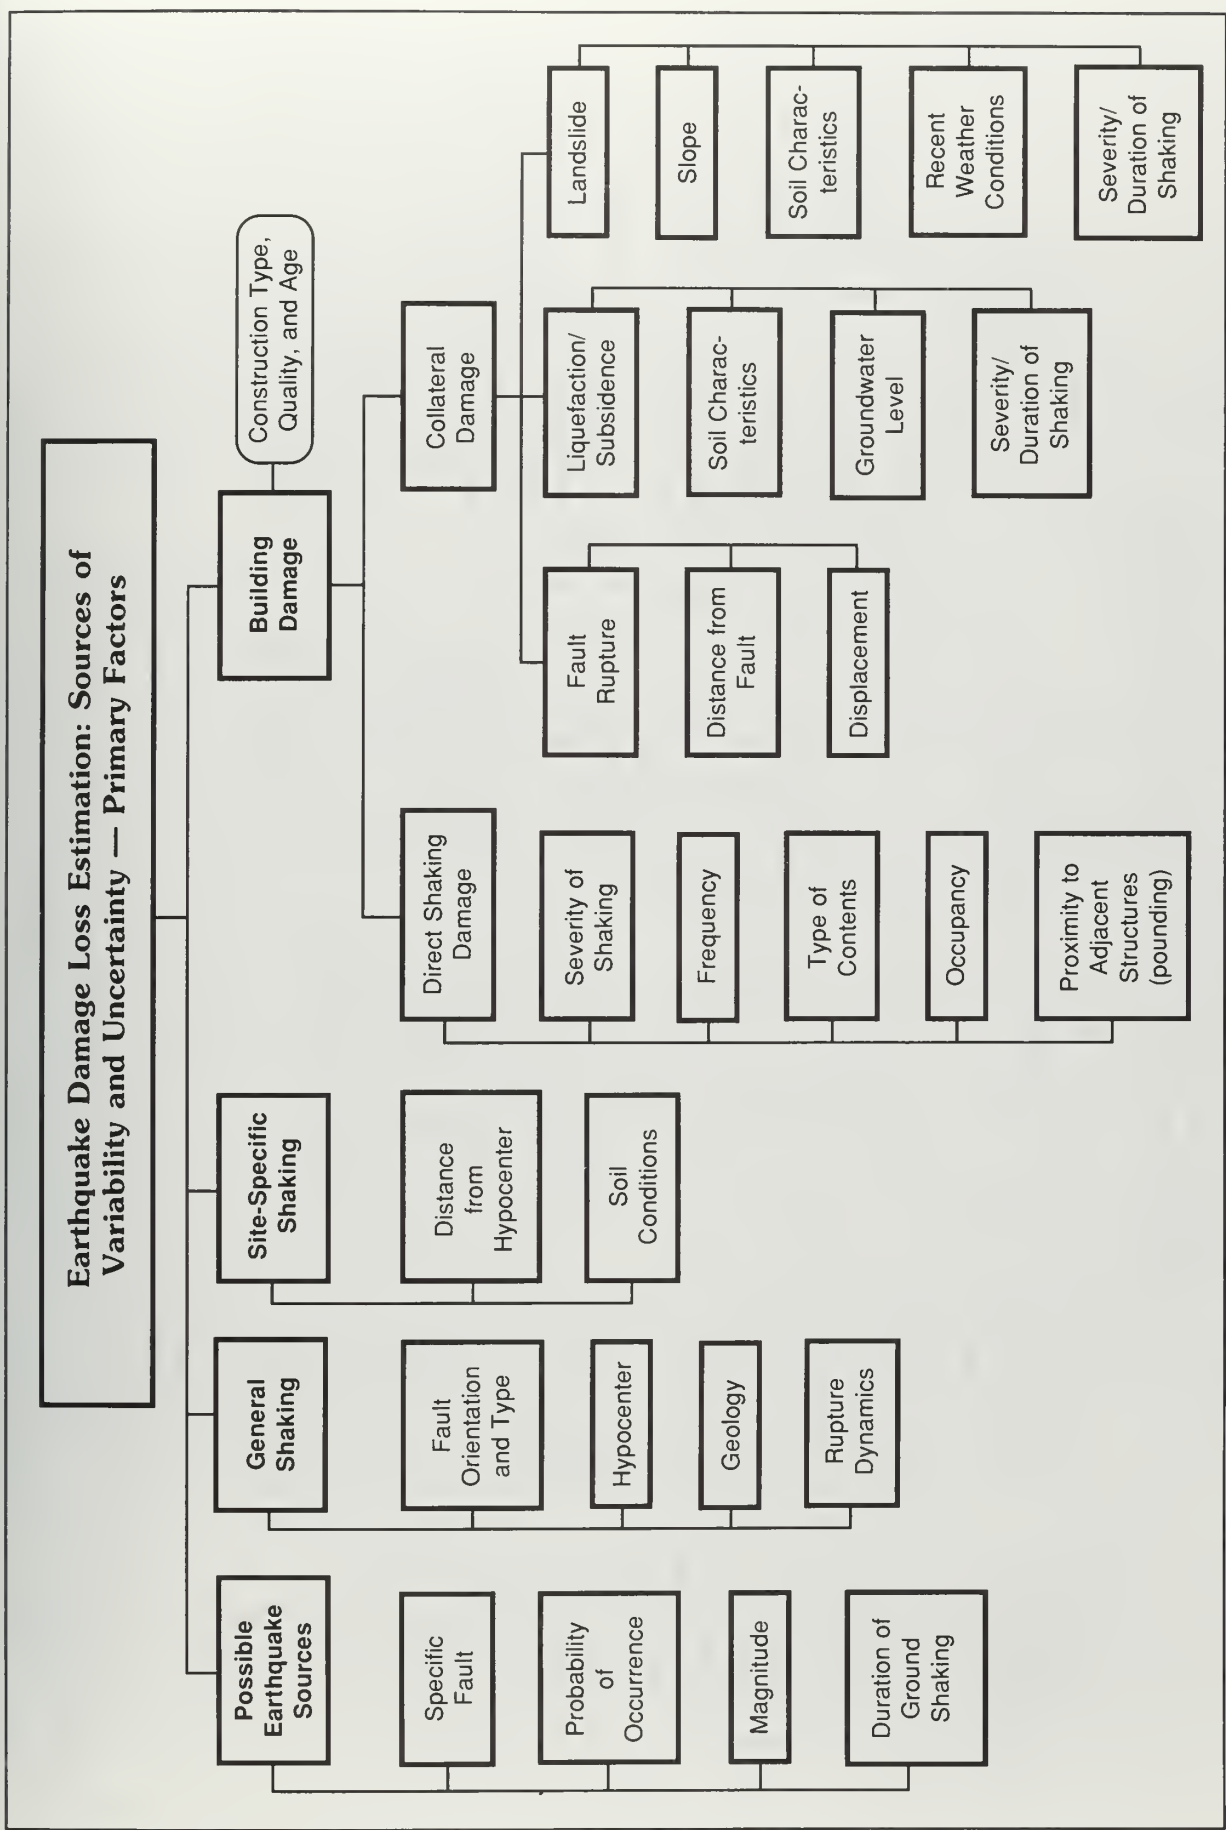 Earthquake Damage Loss Estimation: Sources of
Variability and Uncertainty — Primary Factors
Possible
Earthquake
Sources
Specific
Fault
Probability
of
Occurrence
Magnitude
Duration of
Ground
Shaking
General
Shaking
Fault
Orientation
and Type
Hypocenter
Geology
Rupture
Dynamics
Site-Specific
Shaking
Distance
from
Hypocenter
Soil
Conditions
Building
Damage
Construction Type,
Quality, and Age
Direct Shaking
Damage
Severity of
Shaking
Frequency
Type of
Contents
Occupancy
Proximity to
Adjacent
Structures
(pounding)
Collateral
Damage
Fault
Rupture
Distance from
Fault
Displacement
Liquefaction/
Subsidence
Soil Charac-
teristics
Groundwater
Level
Severity/
Duration of
Shaking
Landslide
Slope
Soil Charac-
teristics
Recent
Weather
Conditions
Severity/
Duration of
Shaking